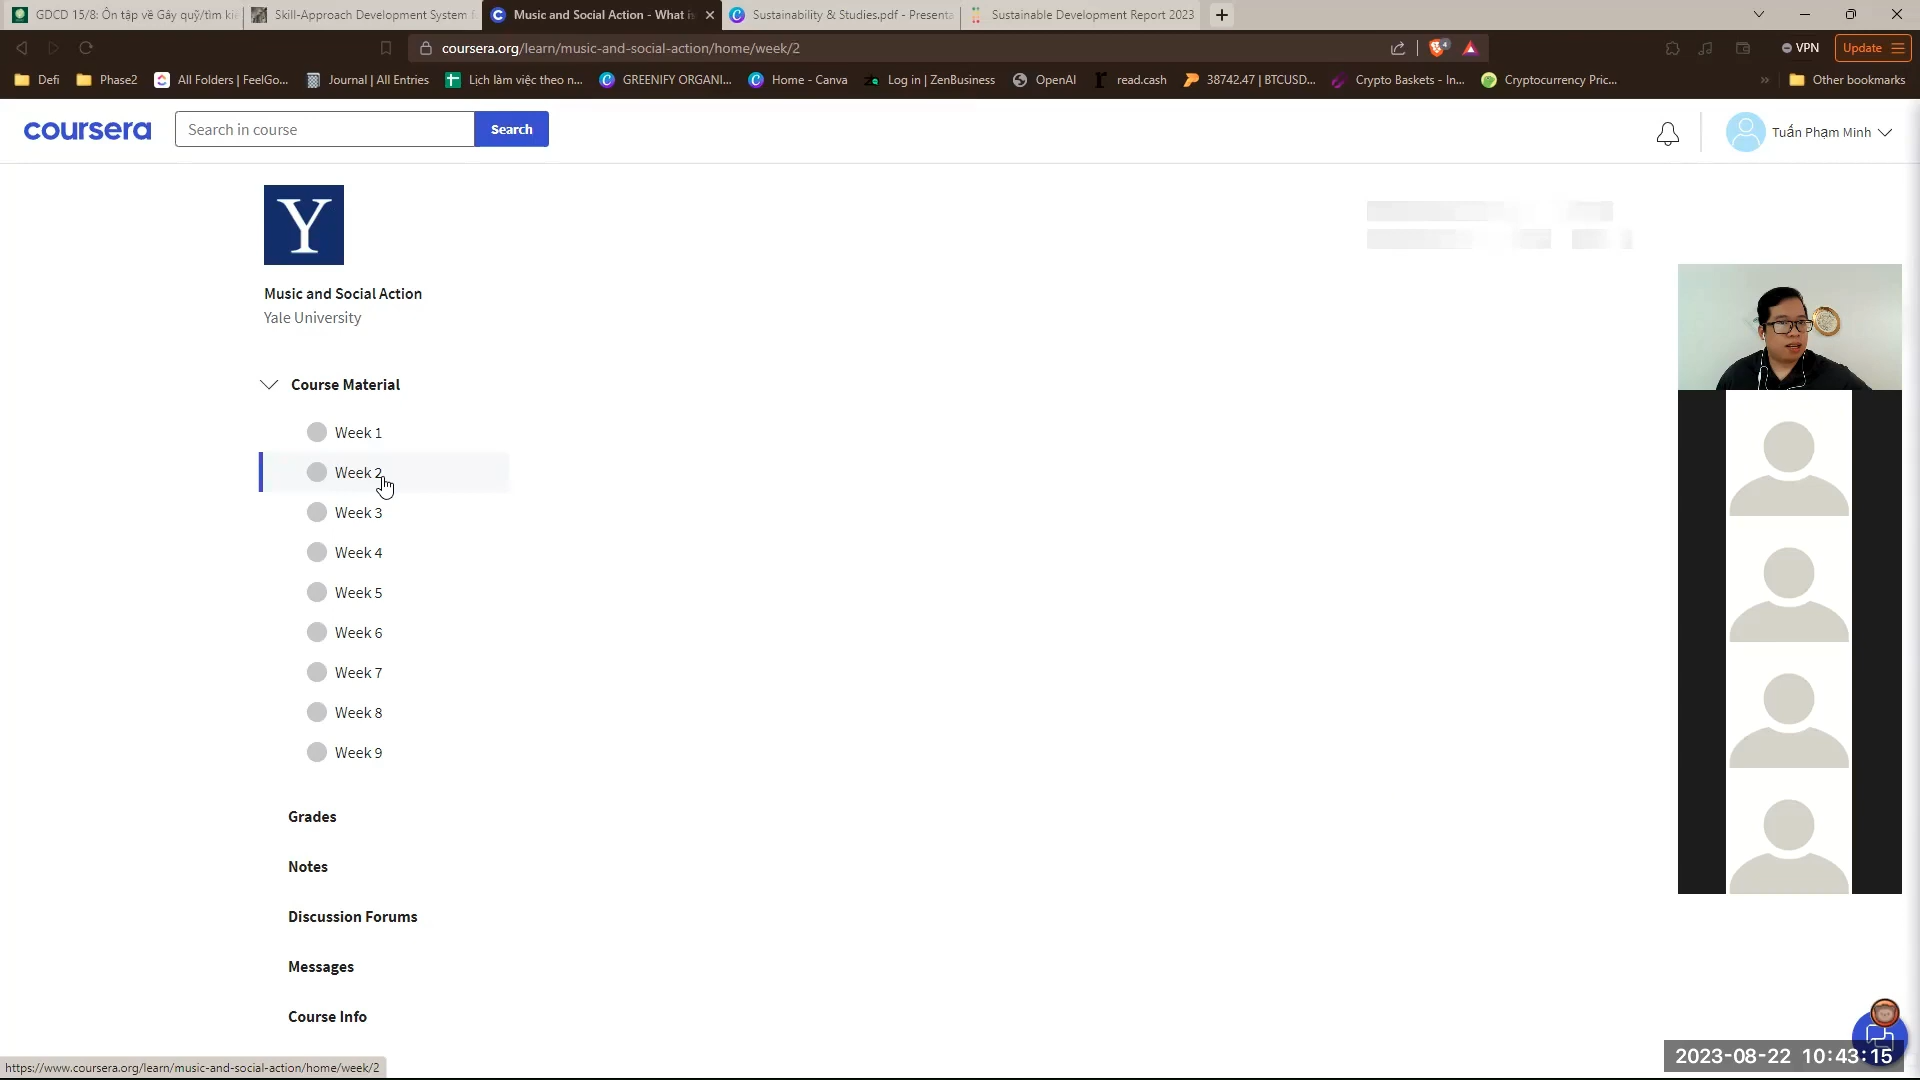 GDCD 15/8: Ôn tập về Gây quỹ/tìm kiế
Skill-Approach Development System f
Music and Social Action - What is
Sustainability & Studies.pdf - Presenta
Sustainable Development Report 2023
coursera.org/learn/music-and-social-action/home/week/2
4
VPN
Update
Defi
Phase2
All Folders | FeelGo...
Journal | All Entries
Lịch làm việc theo n...
GREENIFY ORGANI...
Home - Canva
Log in | ZenBusiness
OpenAI
read.cash
38742.47 | BTCUSD...
Crypto Baskets - In...
Cryptocurrency Pric...
Other bookmarks
coursera
Search in course
Search
Tuấn Phạm Minh
Y
Music and Social Action
Yale University
Course Material
Week 1
Week 2
Week 3
Week 4
Week 5
Week 6
Week 7
Week 8
Week 9
Grades
Notes
Discussion Forums
Messages
Course Info
https://www.coursera.org/learn/music-and-social-action/home/week/2
2023-08-22 10:43:15